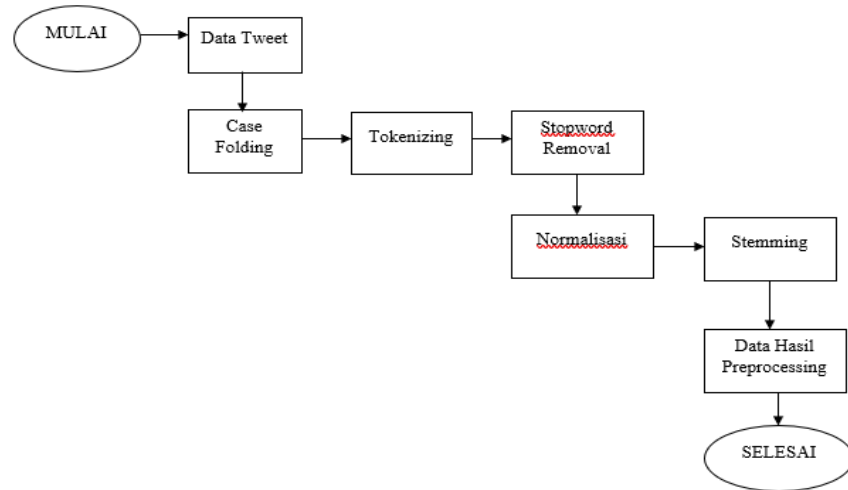 MULAI
Data Tweet
Case
Folding
Tokenizing
Stopword
Removal
Normalisasi
Stemming
Data Hasil
Preprocessing
SELESAI